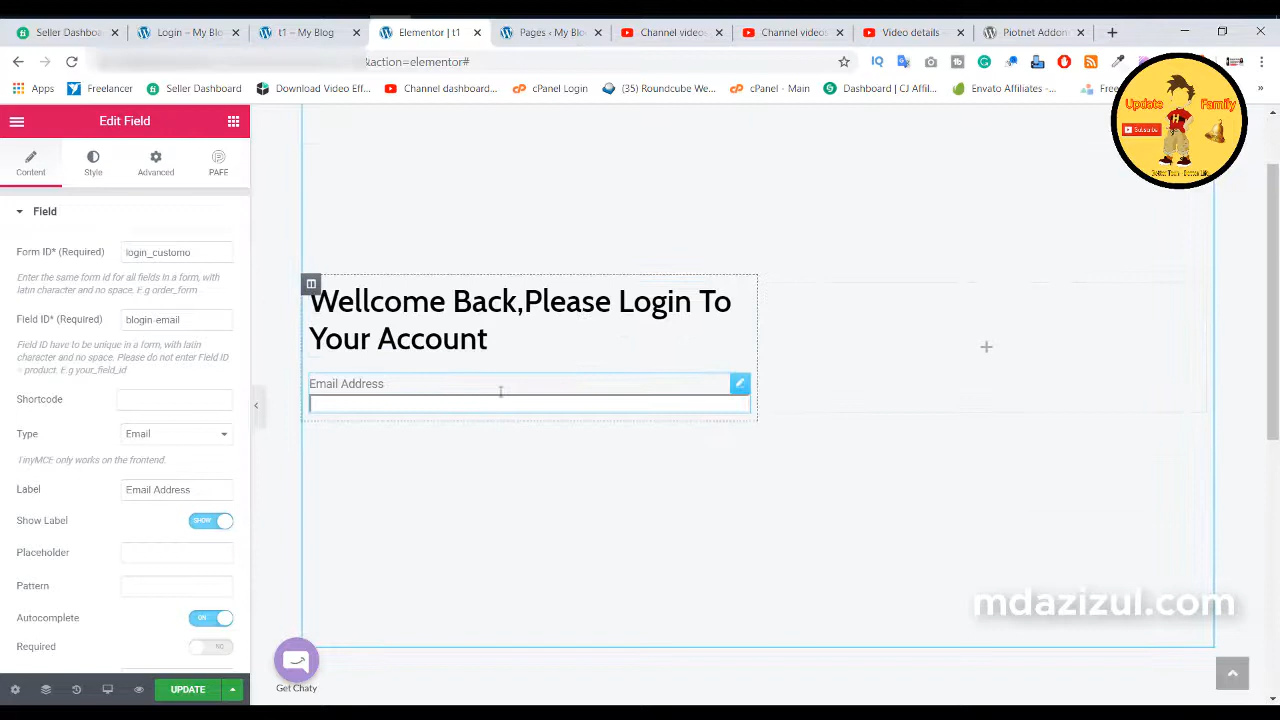 Seller Dashboa
Login – My Blo
t1 – My Blog
Elementor | t1
Pages ‹ My Blo
Channel video
Channel videos
Video details
Piotnet Addon
&action=elementor#
Apps
Freelancer
Seller Dashboard
Download Video Eff...
Channel dashboard...
cPanel Login
(35) Roundcube We...
cPanel - Main
Dashboard | CJ Affil...
Envato Affiliates -...
Update Family
Subscribe
Better Tech - Better Life
Edit Field
Content
Style
Advanced
PAFE
Field
Form ID* (Required)
login_customo
Enter the same form id for all fields in a form, with
latin character and no space. E.g order_form
Field ID* (Required)
blogin-email
Field ID have to be unique in a form, with latin
character and no space. Please do not enter Field ID
= product. E.g your_field_id
Shortcode
Type
Email
TinyMCE only works on the frontend.
Label
Email Address
Show Label
SHOW
Placeholder
Pattern
Autocomplete
ON
Required
NO
UPDATE
Wellcome Back,Please Login To
Your Account
Email Address
mdazizul.com
Get Chaty